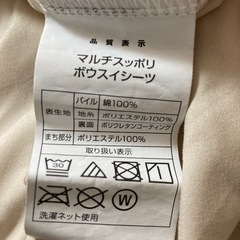 品質表示
マルチスッポリ
ボウスイシーツ
表生地 パイル 綿100%
地糸 ポリエステル100%
裏面 ポリウレタンコーティング
まち部分 ポリエステル100%
取り扱い表示
30 W
洗濯ネット使用